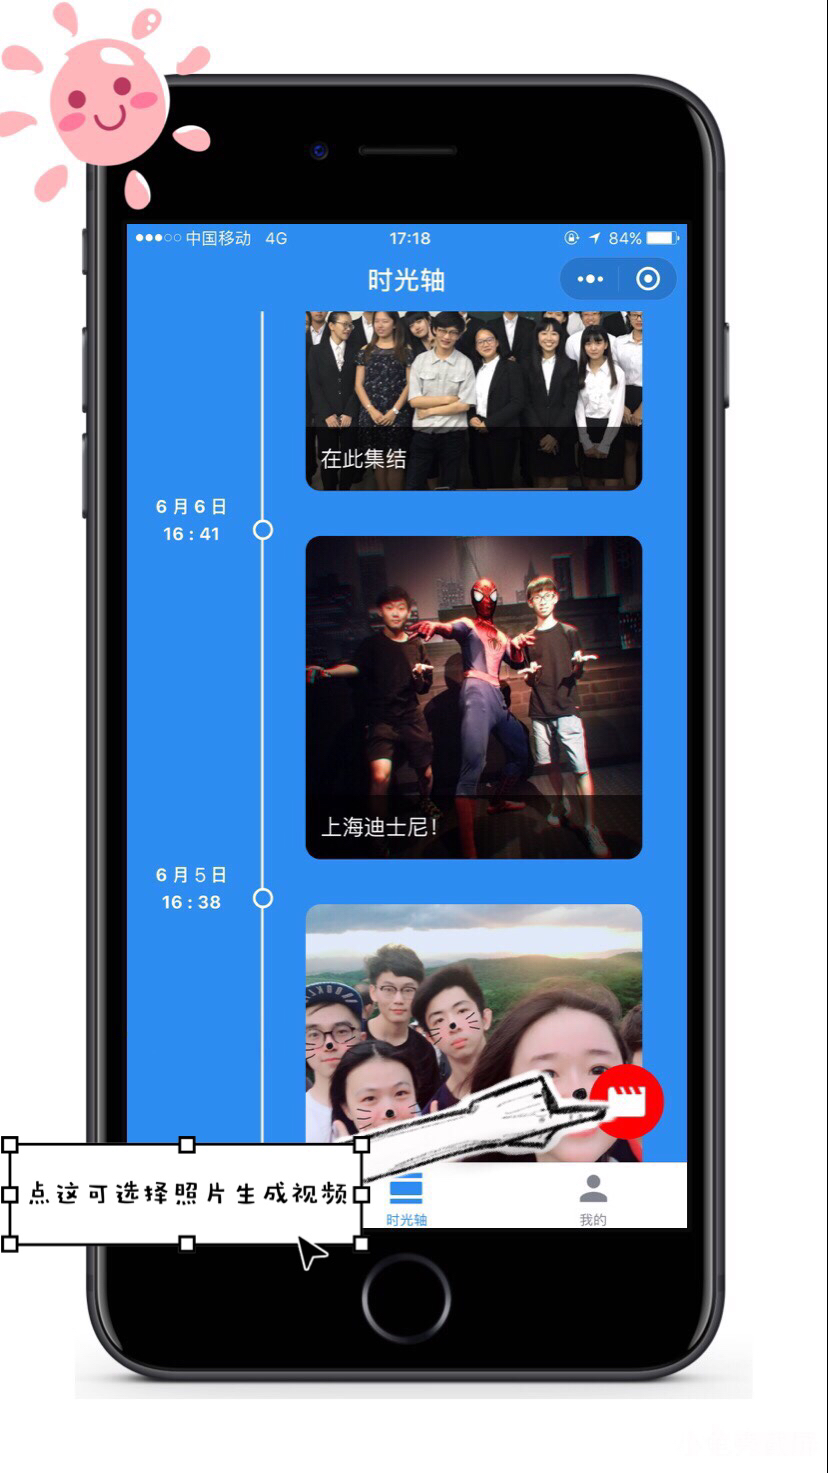 中国移动 4G 17:18 84%
时光轴
在此集结
6月6日
16:41
上海迪士尼！
6月5日
16:38
点这可选择照片生成视频
时光轴
我的